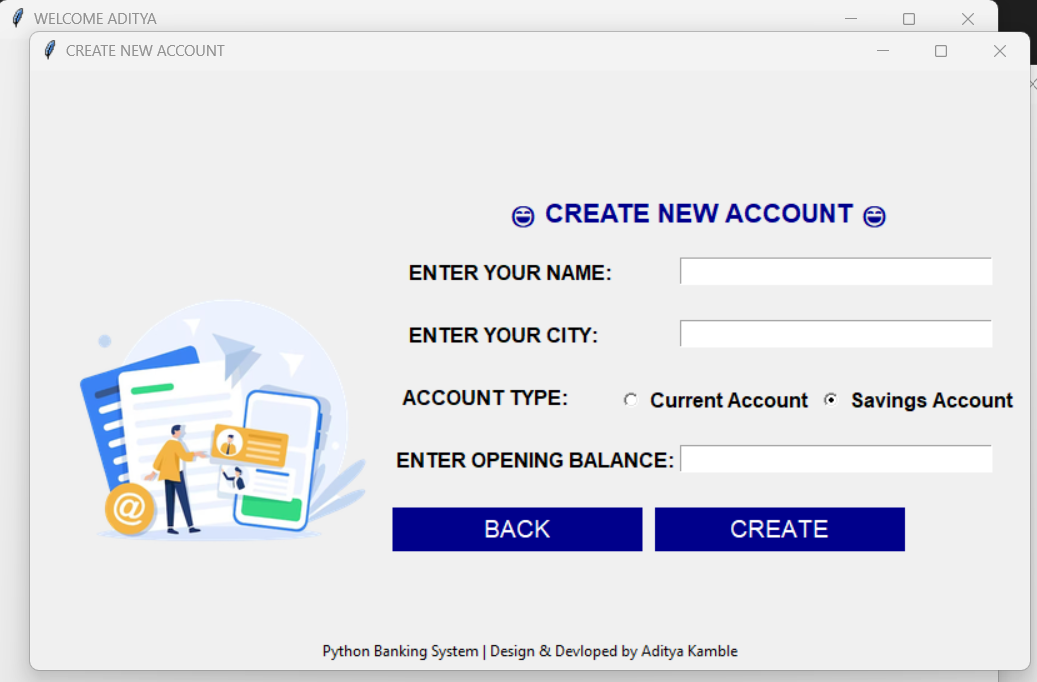 WELCOME ADITYA
CREATE NEW ACCOUNT
😄 CREATE NEW ACCOUNT 😄
ENTER YOUR NAME:
ENTER YOUR CITY:
ACCOUNT TYPE: Current Account Savings Account
ENTER OPENING BALANCE:
@
BACK CREATE
Python Banking System | Design & Devloped by Aditya Kamble